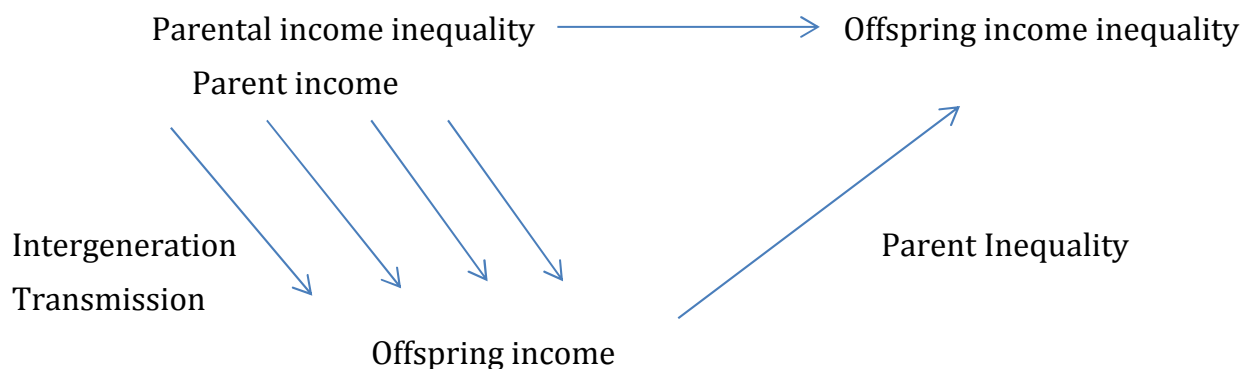 Parental income inequality
Offspring income inequality
Parent income
Intergeneration
Parent Inequality
Transmission
Offspring income